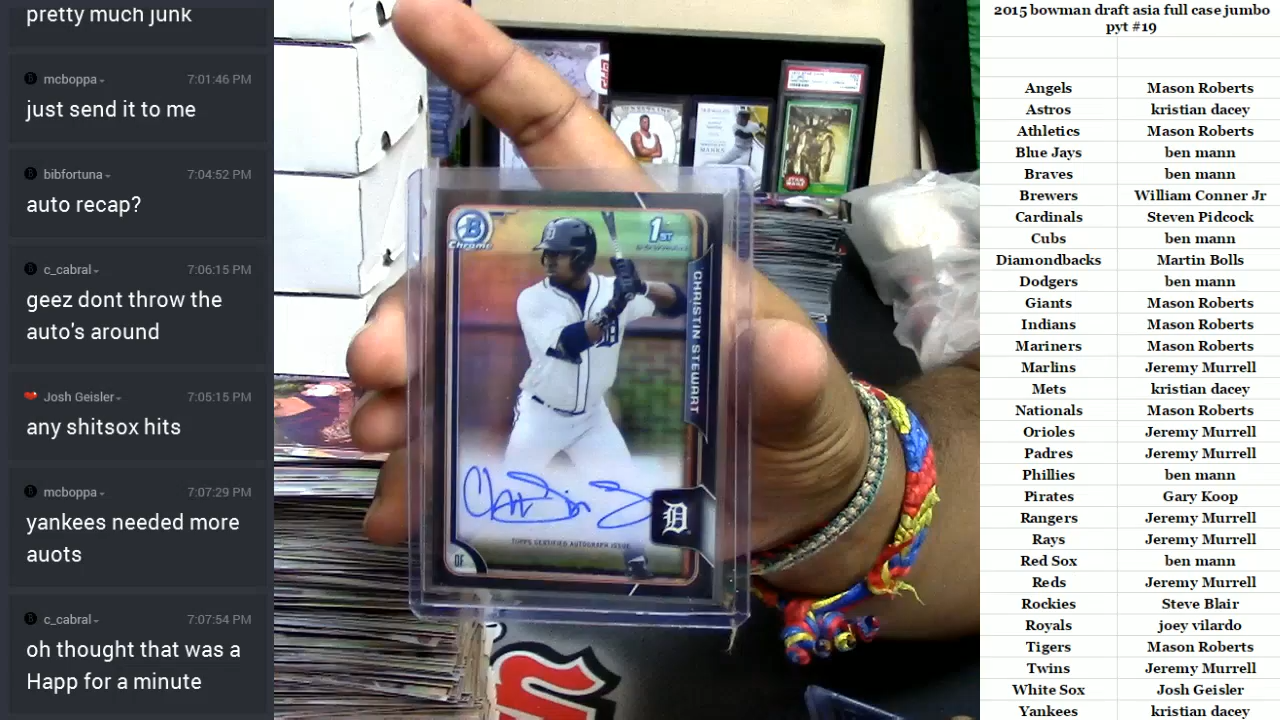 pretty much junk
mcboppa 7:01:46 PM
just send it to me
bibfortuna 7:04:52 PM
auto recap?
c_cabral 7:06:15 PM
geez dont throw the
auto's around
Josh Geisler 7:05:15 PM
any shitsox hits
mcboppa 7:07:29 PM
yankees needed more
auots
c_cabral 7:07:54 PM
oh thought that was a
Happ for a minute
B
Chrome
1ST
BOWMAN
CHRISTIN STEWART
D
TOPPS CERTIFIED AUTOGRAPH ISSUE
OF
STAR WARS
2015 bowman draft asia full case jumbo
pyt #19
Angels Mason Roberts
Astros kristian dacey
Athletics Mason Roberts
Blue Jays ben mann
Braves ben mann
Brewers William Conner Jr
Cardinals Steven Pidcock
Cubs ben mann
Diamondbacks Martin Bolls
Dodgers ben mann
Giants Mason Roberts
Indians Mason Roberts
Mariners Mason Roberts
Marlins Jeremy Murrell
Mets kristian dacey
Nationals Mason Roberts
Orioles Jeremy Murrell
Padres Jeremy Murrell
Phillies ben mann
Pirates Gary Koop
Rangers Jeremy Murrell
Rays Jeremy Murrell
Red Sox ben mann
Reds Jeremy Murrell
Rockies Steve Blair
Royals joey vilardo
Tigers Mason Roberts
Twins Jeremy Murrell
White Sox Josh Geisler
Yankees kristian dacey